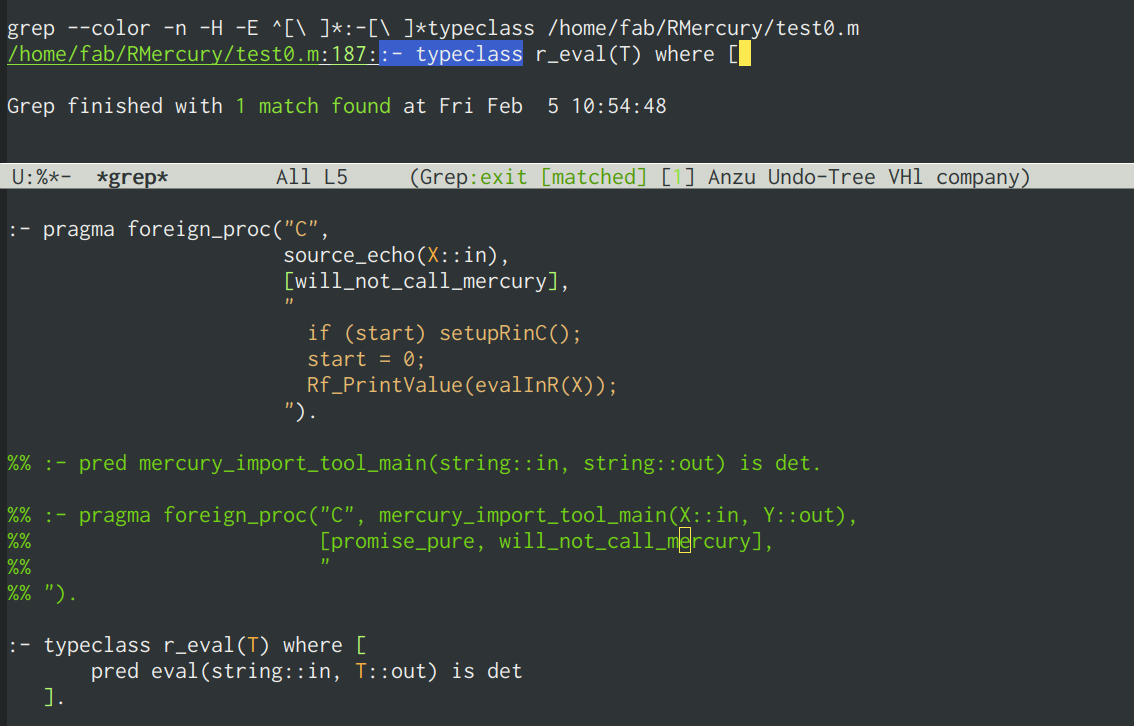 grep --color -n -H -E ^[\ ]*:-[\ ]*typeclass /home/fab/RMercury/test0.m
/home/fab/RMercury/test0.m:187::- typeclass r_eval(T) where [
Grep finished with 1 match found at Fri Feb  5 10:54:48
U:%*-  *grep*         All L5     (Grep:exit [matched] [1] Anzu Undo-Tree VHl company)
:- pragma foreign_proc("C",
                       source_echo(X::in),
                       [will_not_call_mercury],
                       "
                         if (start) setupRinC();
                         start = 0;
                         Rf_PrintValue(evalInR(X));
                       ").
%% :- pred mercury_import_tool_main(string::in, string::out) is det.
%% :- pragma foreign_proc("C", mercury_import_tool_main(X::in, Y::out),
%%                        [promise_pure, will_not_call_mercury],
%%                        "
%% ").
:- typeclass r_eval(T) where [
       pred eval(string::in, T::out) is det
   ].